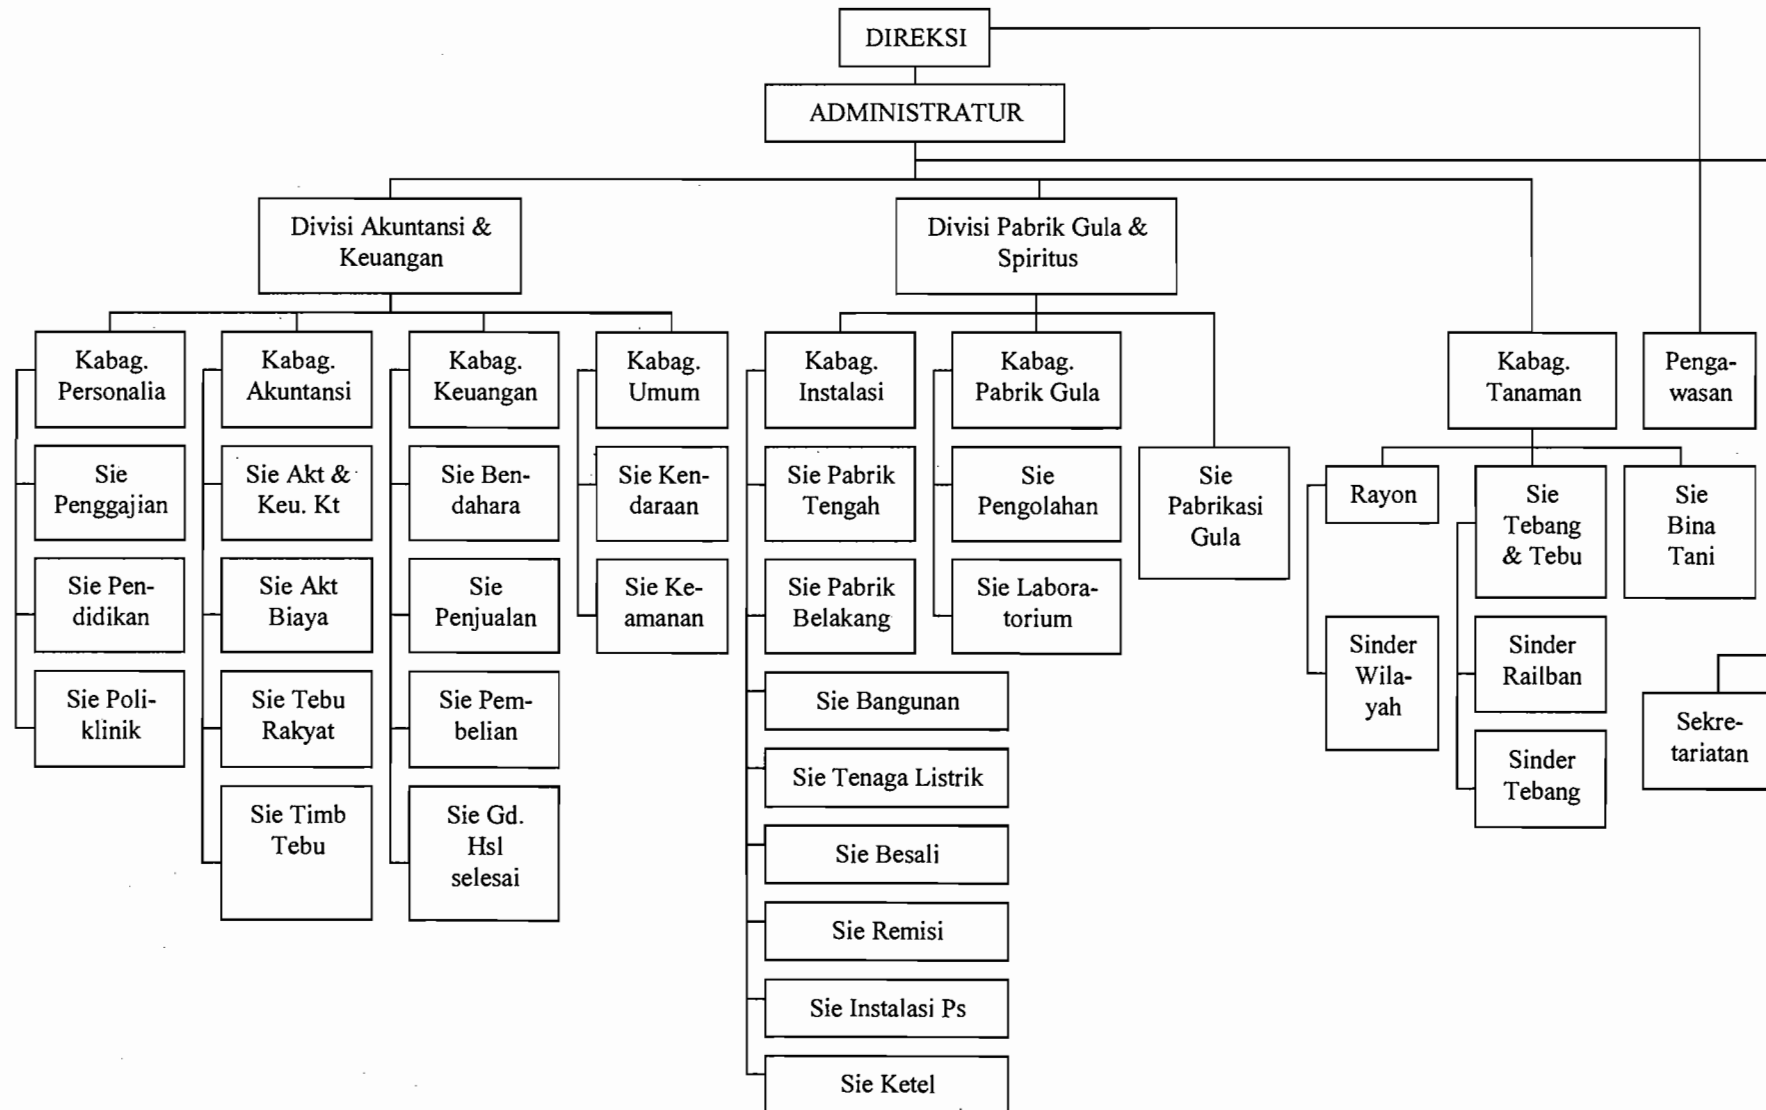 DIREKSI
ADMINISTRATUR
Divisi Akuntansi &
Keuangan
Divisi Pabrik Gula &
Spiritus
Kabag.
Personalia
Kabag.
Akuntansi
Kabag.
Keuangan
Kabag.
Umum
Kabag.
Instalasi
Kabag.
Pabrik Gula
Kabag.
Tanaman
Penga-
wasan
Sie
Penggajian
Sie Akt &
Keu. Kt
Sie Ben-
dahara
Sie Ken-
daraan
Sie Pabrik
Tengah
Sie
Pengolahan
Sie
Pabrikasi
Gula
Rayon
Sie
Tebang
& Tebu
Sie
Bina
Tani
Sie Pen-
didikan
Sie Akt
Biaya
Sie
Penjualan
Sie Ke-
amanan
Sie Pabrik
Belakang
Sie Labora-
torium
Sinder
Wila-
yah
Sinder
Railban
Sie Poli-
klinik
Sie Tebu
Rakyat
Sie Pem-
belian
Sie Bangunan
Sekre-
tariatan
Sie Tenaga Listrik
Sinder
Tebang
Sie Timb
Tebu
Sie Gd.
Hsl
selesai
Sie Besali
Sie Remisi
Sie Instalasi Ps
Sie Ketel